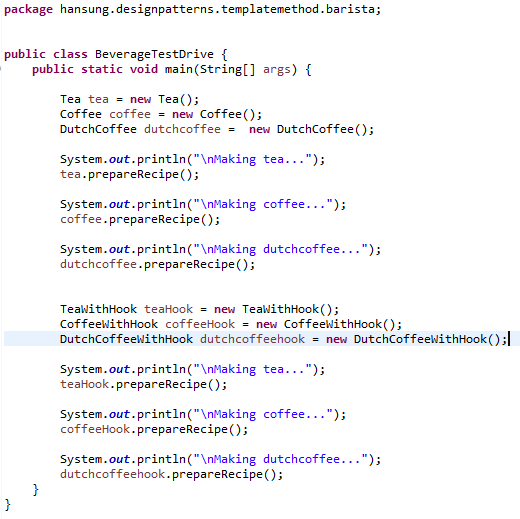 package hansung.designpatterns.templatemethod.barista;
public class BeverageTestDrive {
public static void main(String[] args) {
Tea tea = new Tea();
Coffee coffee = new Coffee();
DutchCoffee dutchcoffee =  new DutchCoffee();
System.out.println("\nMaking tea...");
tea.prepareRecipe();
System.out.println("\nMaking coffee...");
coffee.prepareRecipe();
System.out.println("\nMaking dutchcoffee...");
dutchcoffee.prepareRecipe();
TeaWithHook teaHook = new TeaWithHook();
CoffeeWithHook coffeeHook = new CoffeeWithHook();
DutchCoffeeWithHook dutchcoffeehook = new DutchCoffeeWithHook();
System.out.println("\nMaking tea...");
teaHook.prepareRecipe();
System.out.println("\nMaking coffee...");
coffeeHook.prepareRecipe();
System.out.println("\nMaking dutchcoffee...");
dutchcoffeehook.prepareRecipe();
}
}